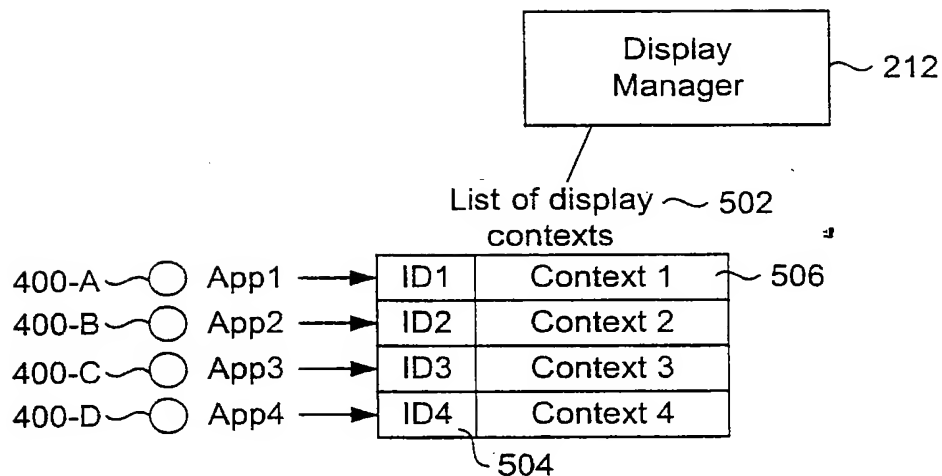 Display
Manager
212
List of display
contexts
502
400-A App1 ID1 Context 1 506
400-B App2 ID2 Context 2
400-C App3 ID3 Context 3
400-D App4 ID4 Context 4
504